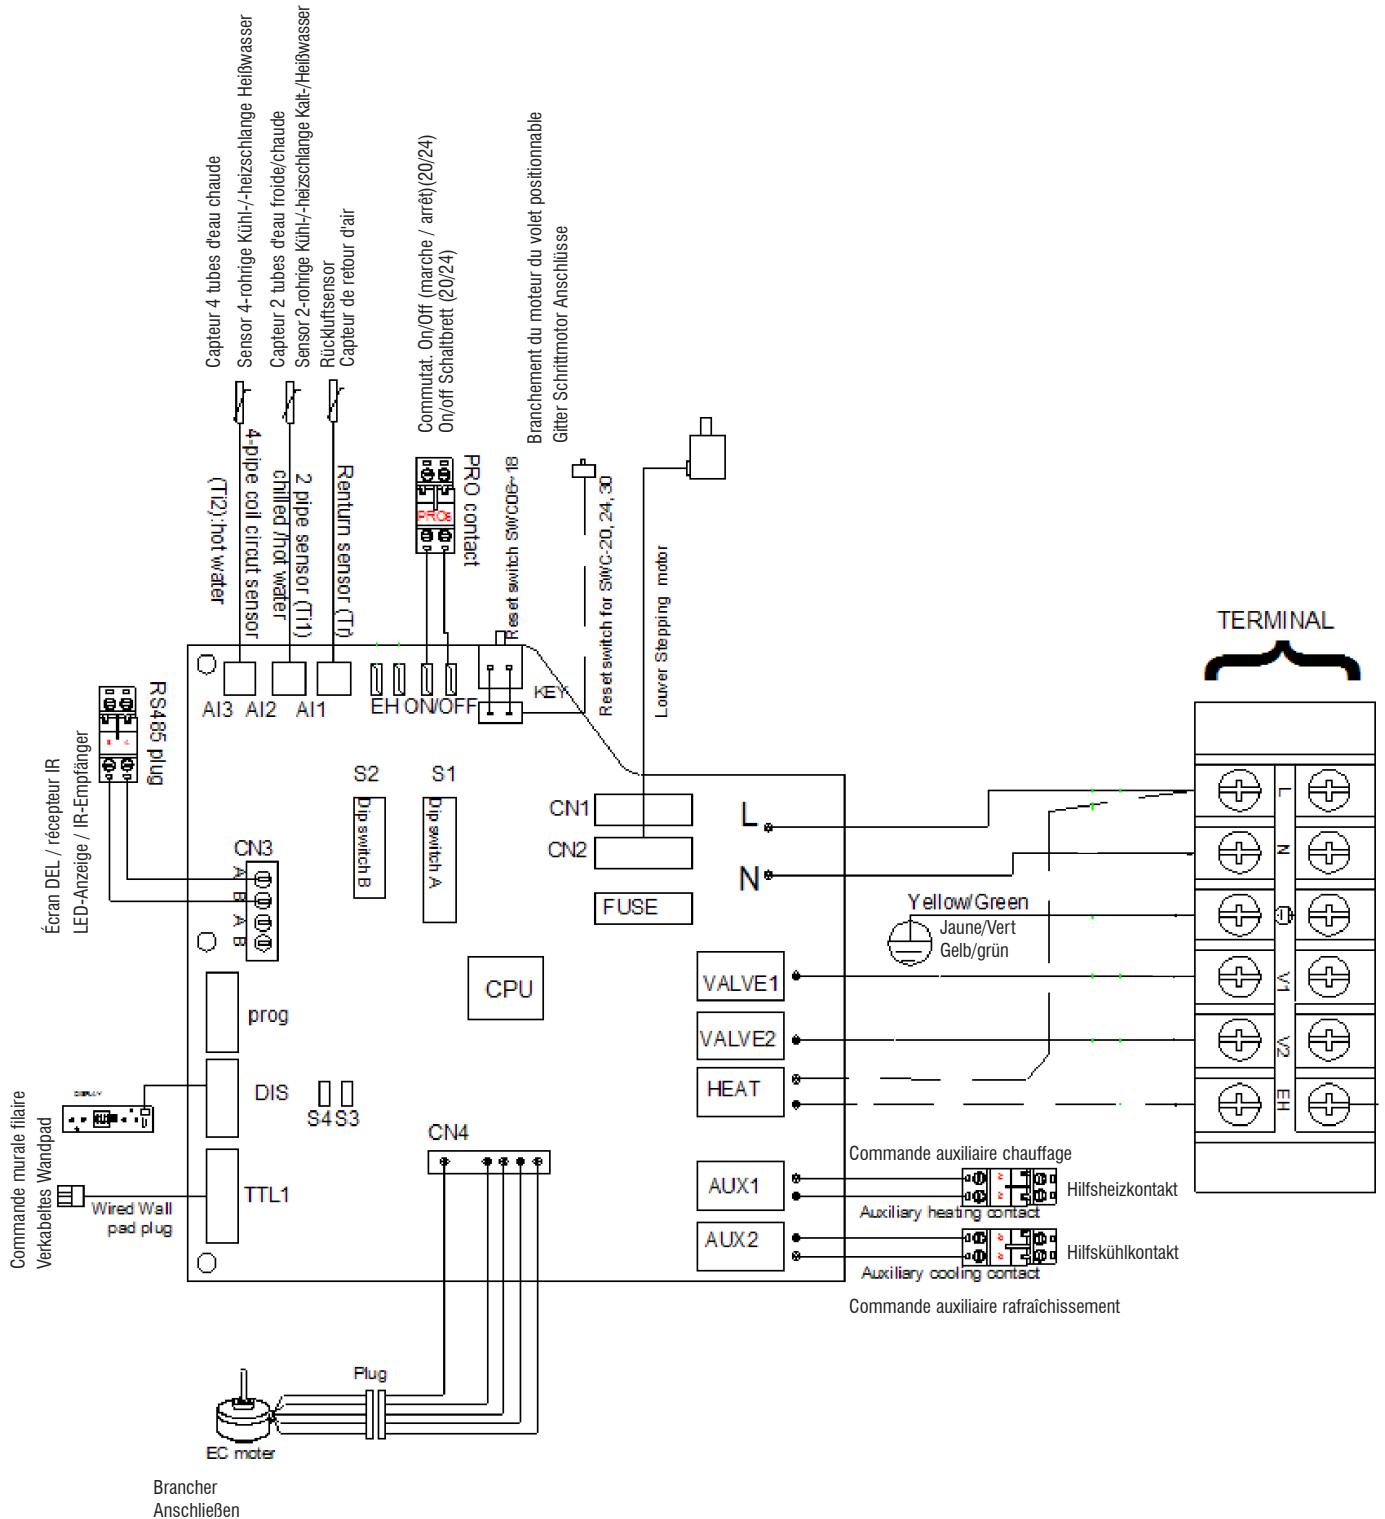 Capteur 4 tubes d'eau chaude
Sensor 4-rohrige Kühl-/-heizschlange Heißwasser
Capteur 2 tubes d'eau froide/chaude
Sensor 2-rohrige Kühl-/-heizschlange Kalt-/Heißwasser
Rückluftsensor
Capteur de retour d'air
Commutat. On/Off (marche / arrêt)(20/24)
On/off Schaltbrett (20/24)
Branchement du moteur du volet positionnable
Gitter Schrittmotor Anschlüsse
4-pipe coil circut sensor
(Ti2):hot water
2 pipe sensor (Ti1)
chilled /hot water
Renturn sensor (Tr)
PRO contact
Reset switch SWC06~18
Reset switch for SWC-20, 24, 30
Louver Stepping motor
TERMINAL
AI3 AI2 AI1
EH ON/OFF
KEY
RS485 plug
Écran DEL / récepteur IR
LED-Anzeige / IR-Empfänger
S2
S1
Dip switch B
Dip switch A
CN1
CN2
FUSE
L
N
CN3
A
B
A
B
Yellow/Green
Jaune/Vert
Gelb/grün
L
N
V1
V2
EH
CPU
VALVE1
VALVE2
HEAT
prog
DIS
S4 S3
DISPLAY
CN4
TTL1
Wired Wall
pad plug
Commande murale filaire
Verkabeltes Wandpad
AUX1
AUX2
Commande auxiliaire chauffage
Hilfsheizkontakt
Auxiliary heating contact
Hilfskühlkontakt
Auxiliary cooling contact
Commande auxiliaire rafraîchissement
Plug
EC moter
Brancher
Anschließen